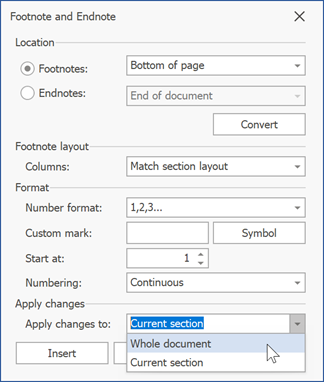 Footnote and Endnote
Location
Footnotes: Bottom of page
Endnotes: End of document
Convert
Footnote layout
Columns: Match section layout
Format
Number format: 1,2,3...
Custom mark: Symbol
Start at: 1
Numbering: Continuous
Apply changes
Apply changes to: Current section
Whole document
Insert
Current section